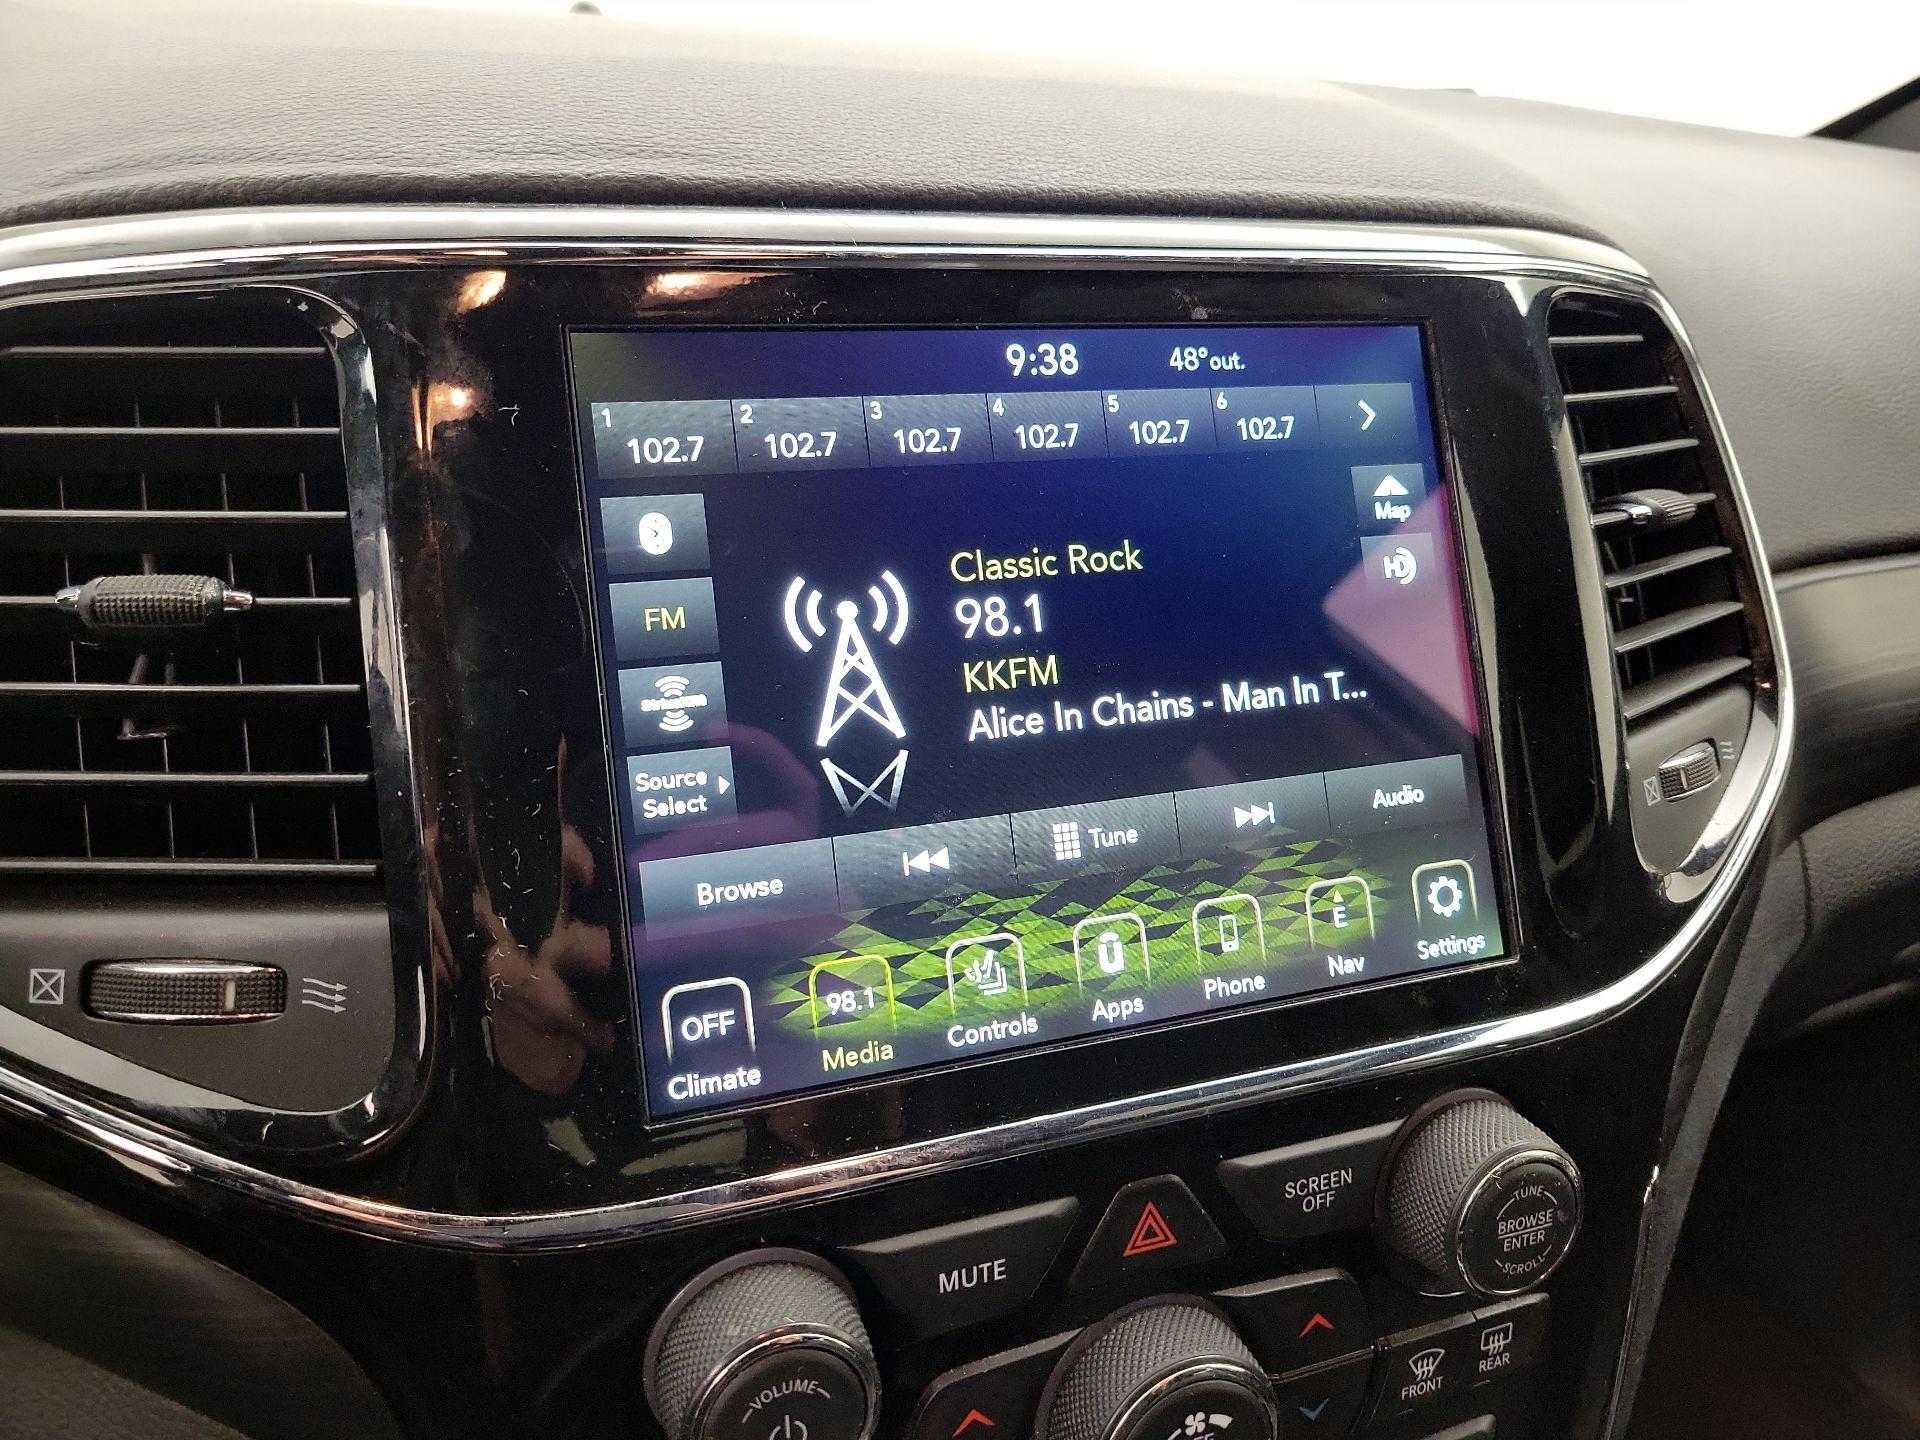 9:38 48° out.
1 102.7 2 102.7 3 102.7 4 102.7 5 102.7 6 102.7
Map
HD
FM
SiriusXM
Source
Select
Classic Rock
98.1
KKFM
Alice In Chains - Man In T...
Browse Tune Audio
OFF
Climate
98.1
Media
Controls
Apps
Phone
E
Nav
Settings
MUTE
SCREEN
OFF
TUNE
BROWSE
ENTER
SCROLL
VOLUME
FRONT
REAR